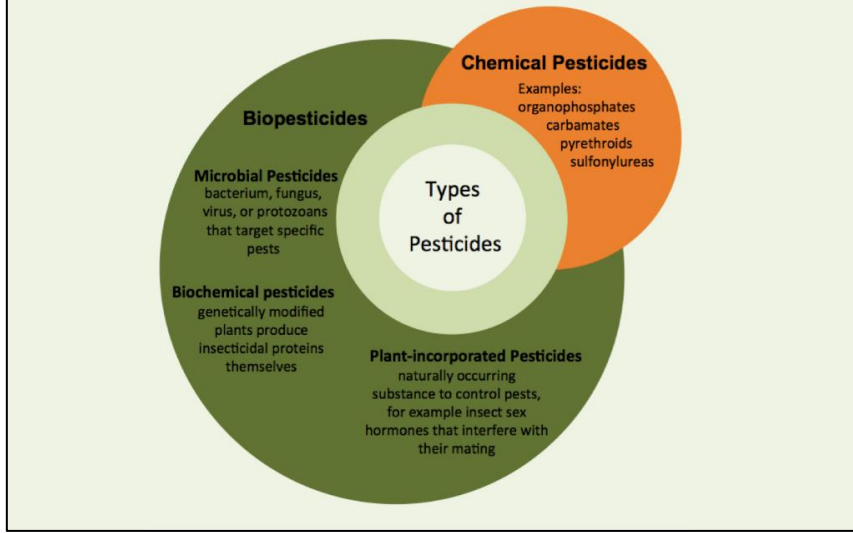 Chemical Pesticides
Examples:
organophosphates
carbamates
pyrethroids
sulfonylureas
Biopesticides
Microbial Pesticides
bacterium, fungus,
virus, or protozoans
that target specific
pests
Types
of
Pesticides
Biochemical pesticides
genetically modified
plants produce
insecticidal proteins
themselves
Plant-incorporated Pesticides
naturally occurring
substance to control pests,
for example insect sex
hormones that interfere with
their mating